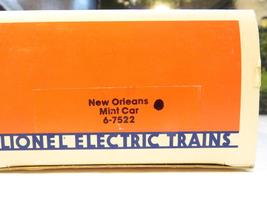 New Orleans
Mint Car
6-7522
LIONEL ELECTRIC TRAINS